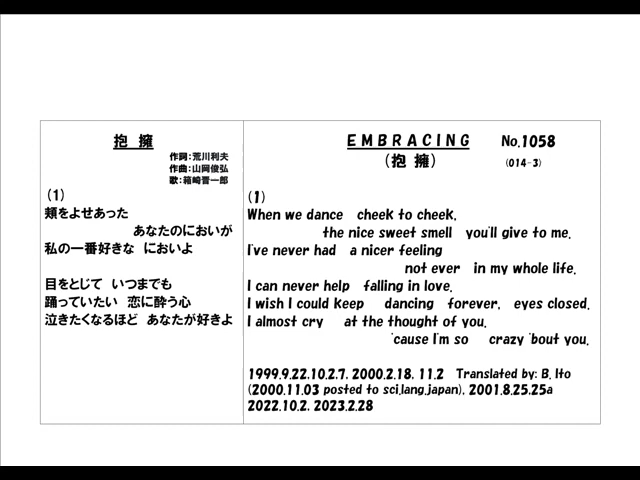 抱 擁
作詞:荒川利夫
作曲:山岡俊弘
歌:箱崎晋一郎
(1)
頬をよせあった
あなたのにおいが
私の一番好きな においよ
目をとじて いつまでも
踊っていたい 恋に酔う心
泣きたくなるほど あなたが好きよ
EMBRACING No.1058
(抱 擁) (014-3)
(1)
When we dance cheek to cheek,
the nice sweet smell you'll give to me.
I've never had a nicer feeling
not ever in my whole life.
I can never help falling in love.
I wish I could keep dancing forever, eyes closed.
I almost cry at the thought of you,
'cause I'm so crazy 'bout you.
1999.9.22.10.2.7. 2000.2.18. 11.2 Translated by: B. Ito
(2000.11.03 posted to sci.lang.japan), 2001.8.25.25a
2022.10.2. 2023.2.28